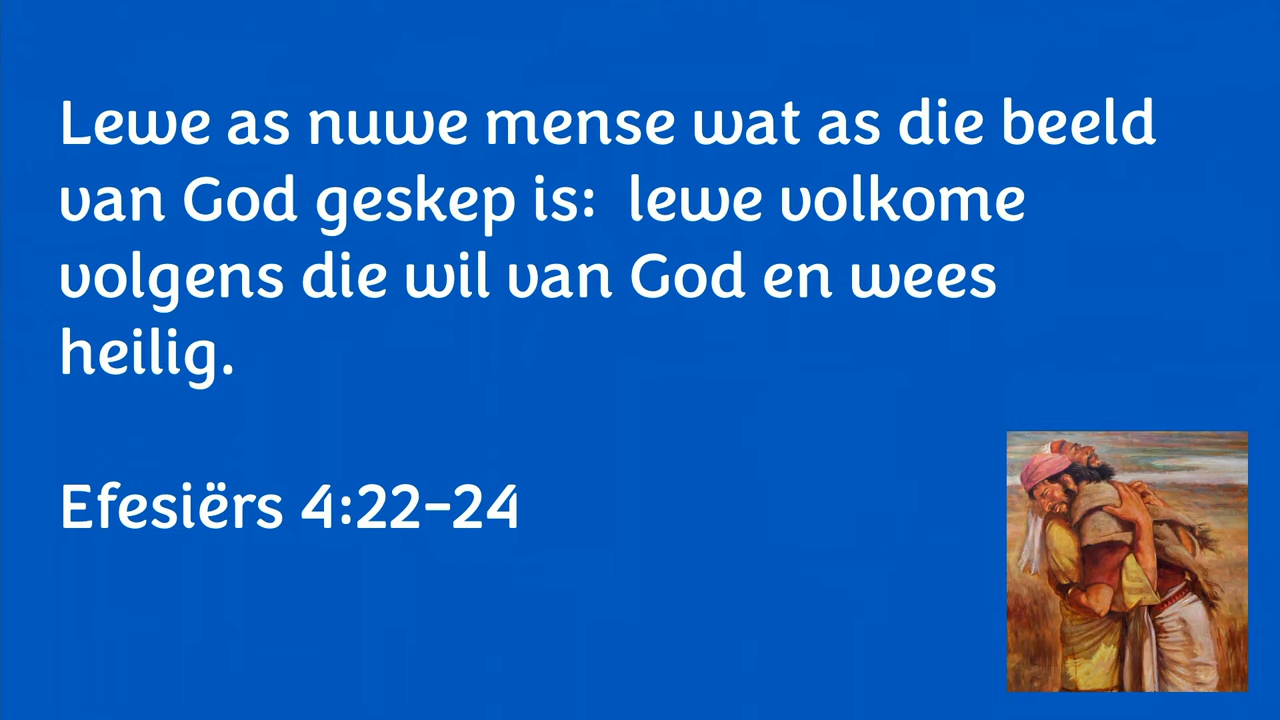 Lewe as nuwe mense wat as die beeld
van God geskep is:  lewe volkome
volgens die wil van God en wees
heilig.
Efesiërs 4:22-24